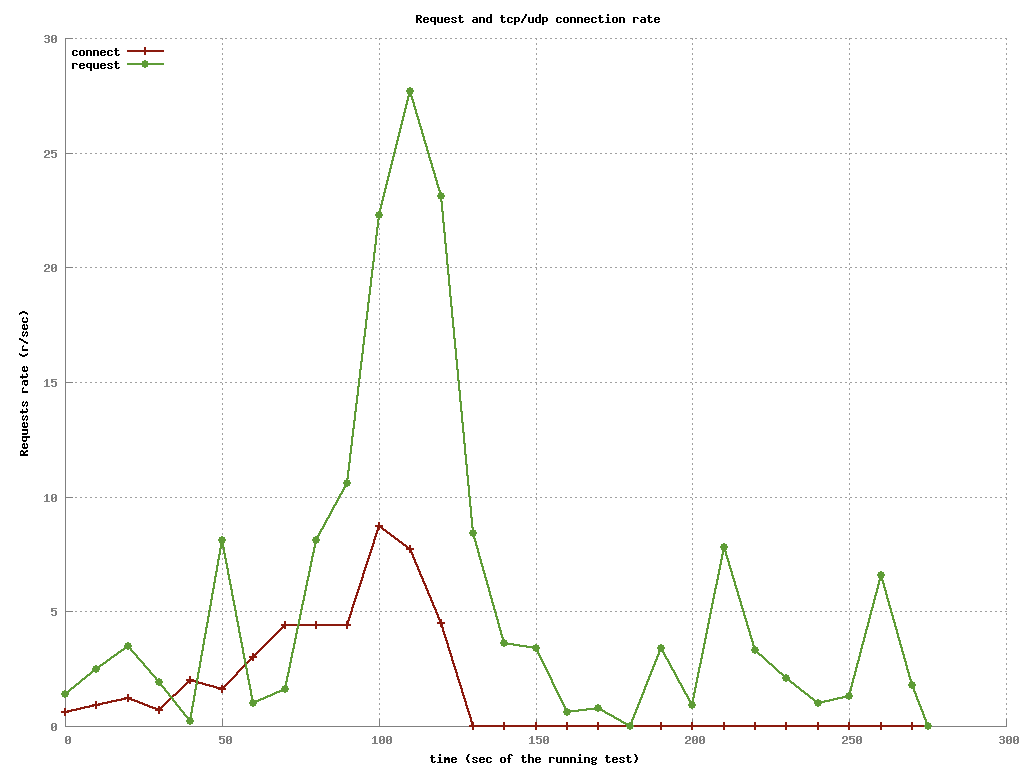 Request and tcp/udp connection rate
connect
request
30
25
20
15
10
5
0
Requests rate (r/sec)
0 50 100 150 200 250 300
time (sec of the running test)